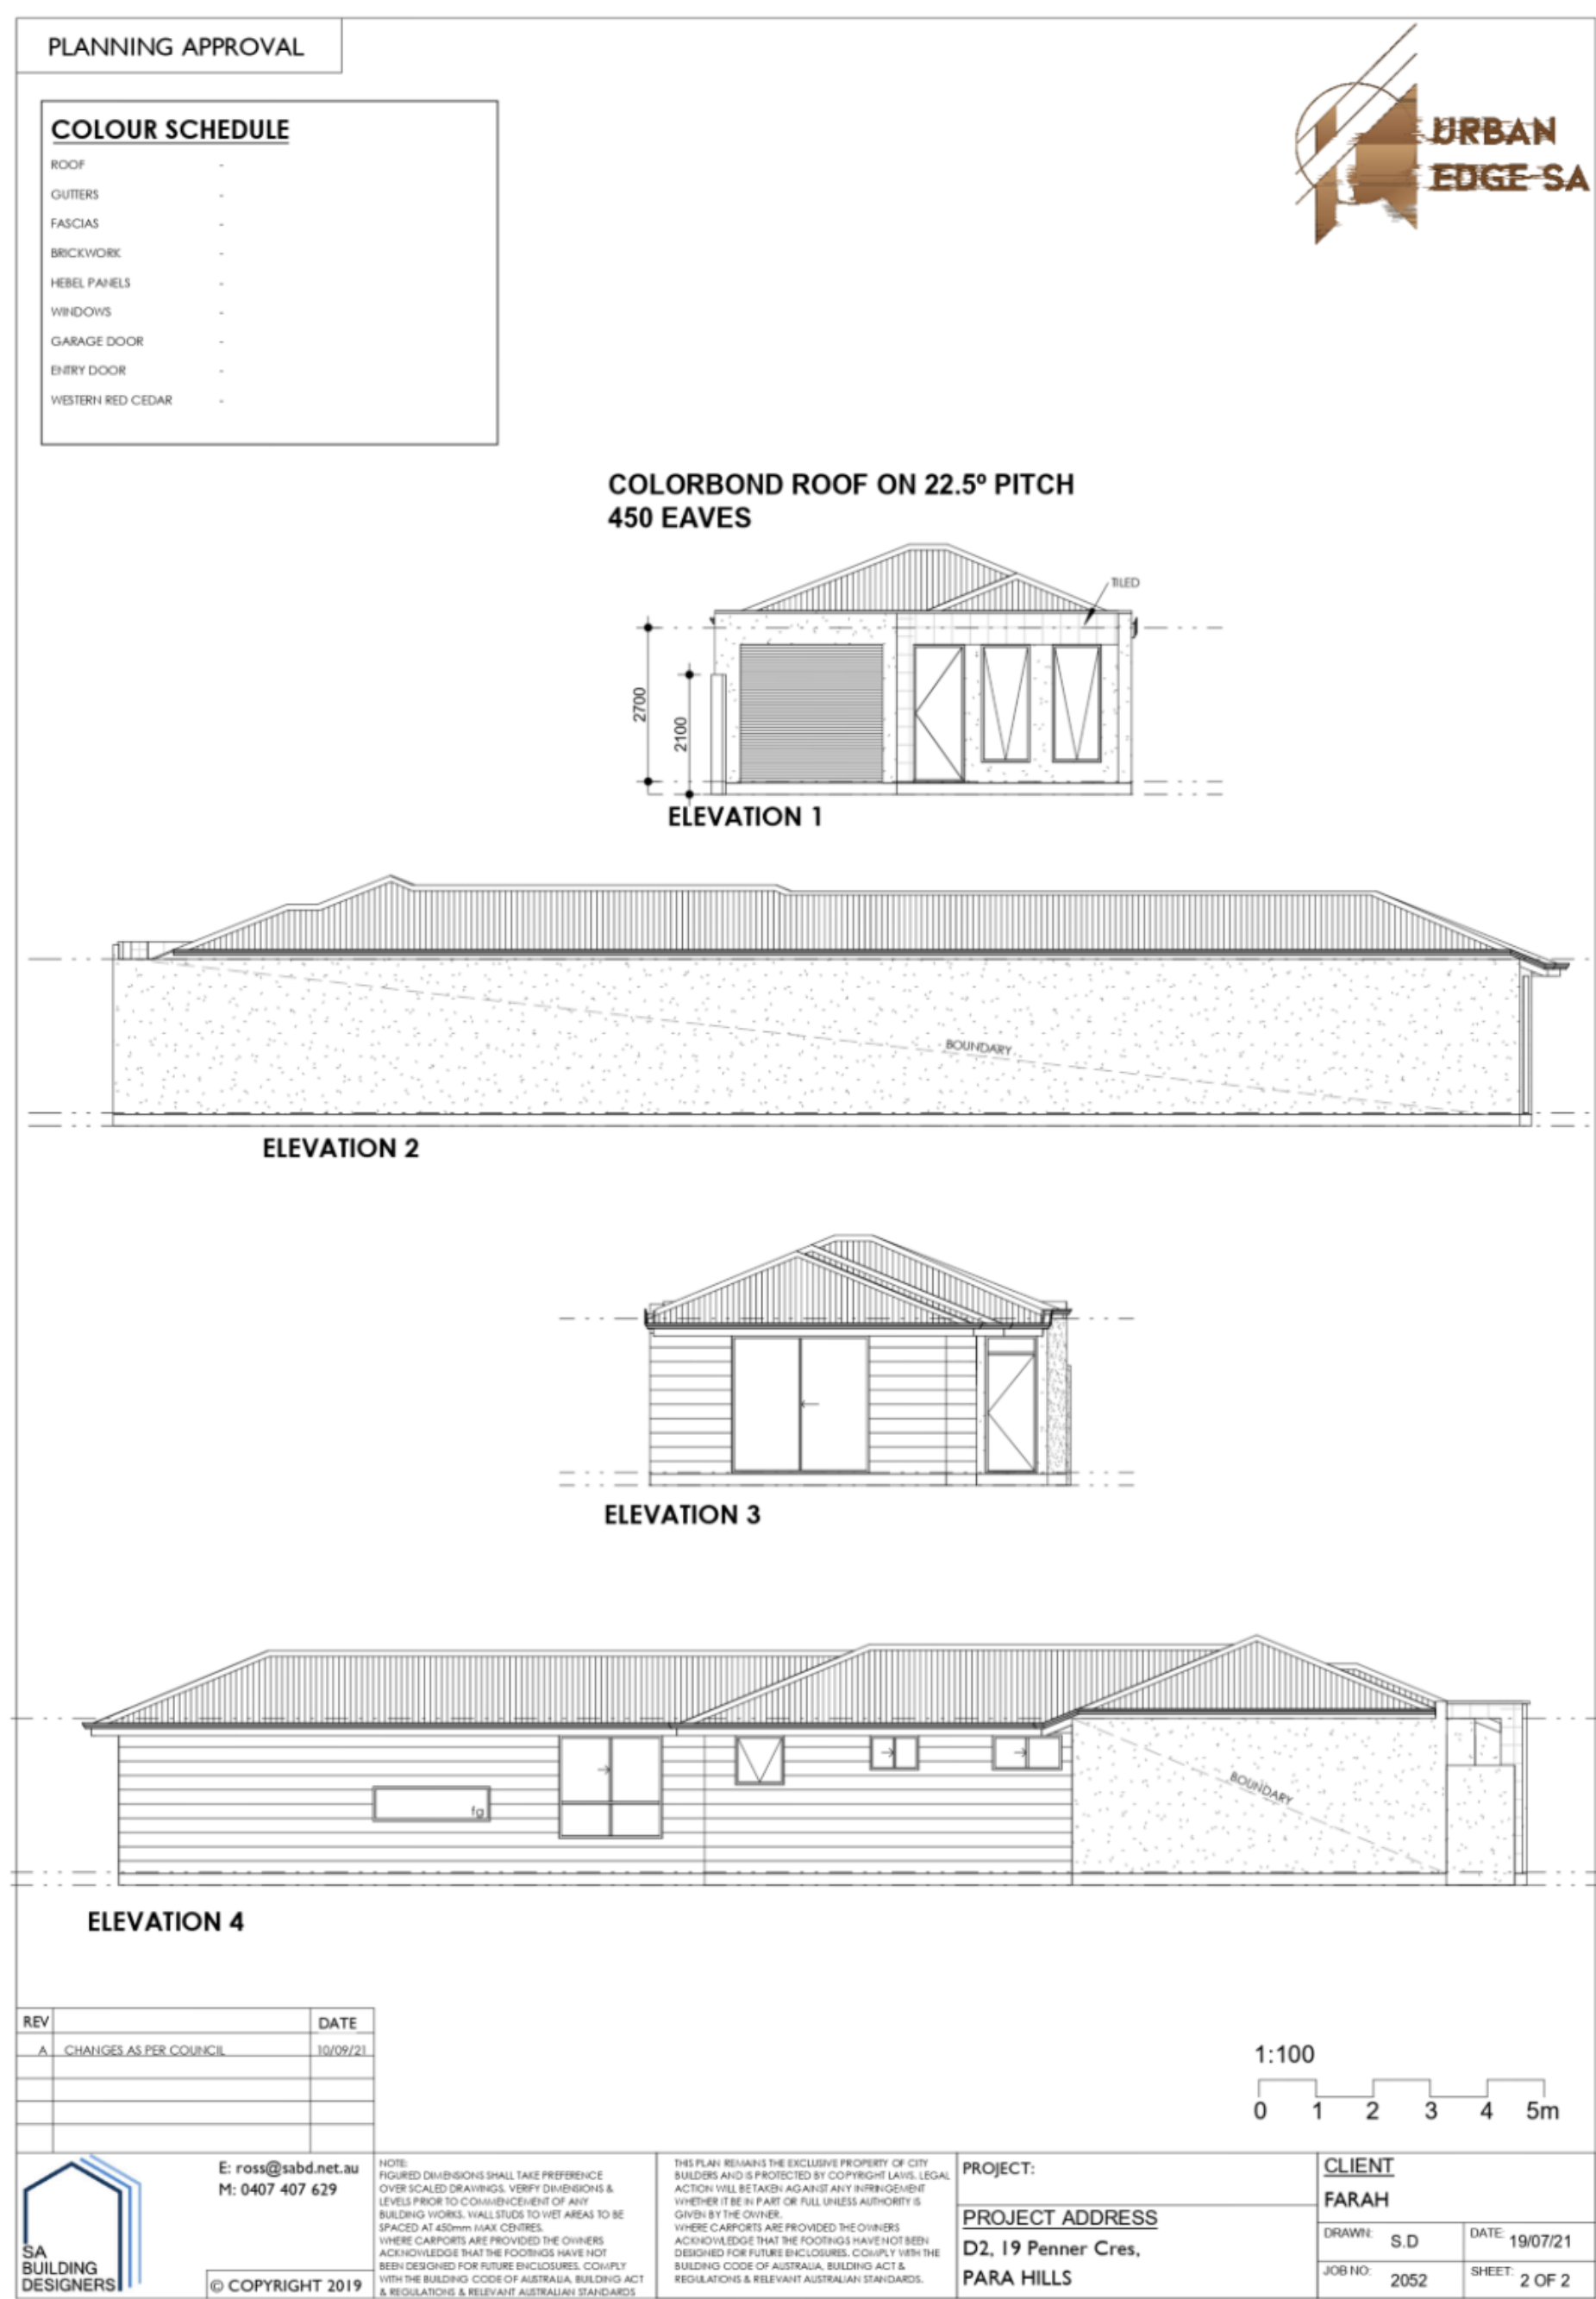 PLANNING APPROVAL
URBAN
EDGE SA
COLOUR SCHEDULE
ROOF -
GUTTERS -
FASCIAS -
BRICKWORK -
HEBEL PANELS -
WINDOWS -
GARAGE DOOR -
ENTRY DOOR -
WESTERN RED CEDAR -
COLORBOND ROOF ON 22.5º PITCH
450 EAVES
TILED
2700
2100
ELEVATION 1
BOUNDARY
ELEVATION 2
ELEVATION 3
fg
BOUNDARY
ELEVATION 4
REV DATE
A CHANGES AS PER COUNCIL 10/09/21
1:100
0 1 2 3 4 5m
SA
BUILDING
DESIGNERS
E: ross@sabd.net.au
M: 0407 407 629
© COPYRIGHT 2019
NOTE:
FIGURED DIMENSIONS SHALL TAKE PREFERENCE
OVER SCALED DRAWINGS. VERIFY DIMENSIONS &
LEVELS PRIOR TO COMMENCEMENT OF ANY
BUILDING WORKS. WALL STUDS TO WET AREAS TO BE
SPACED AT 450mm MAX CENTRES.
WHERE CARPORTS ARE PROVIDED THE OWNERS
ACKNOWLEDGE THAT THE FOOTINGS HAVE NOT
BEEN DESIGNED FOR FUTURE ENCLOSURES. COMPLY
WITH THE BUILDING CODE OF AUSTRALIA, BUILDING ACT
& REGULATIONS & RELEVANT AUSTRALIAN STANDARDS
THIS PLAN REMAINS THE EXCLUSIVE PROPERTY OF CITY
BUILDERS AND IS PROTECTED BY COPYRIGHT LAWS. LEGAL
ACTION WILL BE TAKEN AGAINST ANY INFRINGEMENT
WHETHER IT BE IN PART OR FULL UNLESS AUTHORITY IS
GIVEN BY THE OWNER.
WHERE CARPORTS ARE PROVIDED THE OWNERS
ACKNOWLEDGE THAT THE FOOTINGS HAVE NOT BEEN
DESIGNED FOR FUTURE ENCLOSURES. COMPLY WITH THE
BUILDING CODE OF AUSTRALIA, BUILDING ACT &
REGULATIONS & RELEVANT AUSTRALIAN STANDARDS.
PROJECT:
PROJECT ADDRESS
D2, 19 Penner Cres,
PARA HILLS
CLIENT
FARAH
DRAWN: S.D DATE: 19/07/21
JOB NO: 2052 SHEET: 2 OF 2